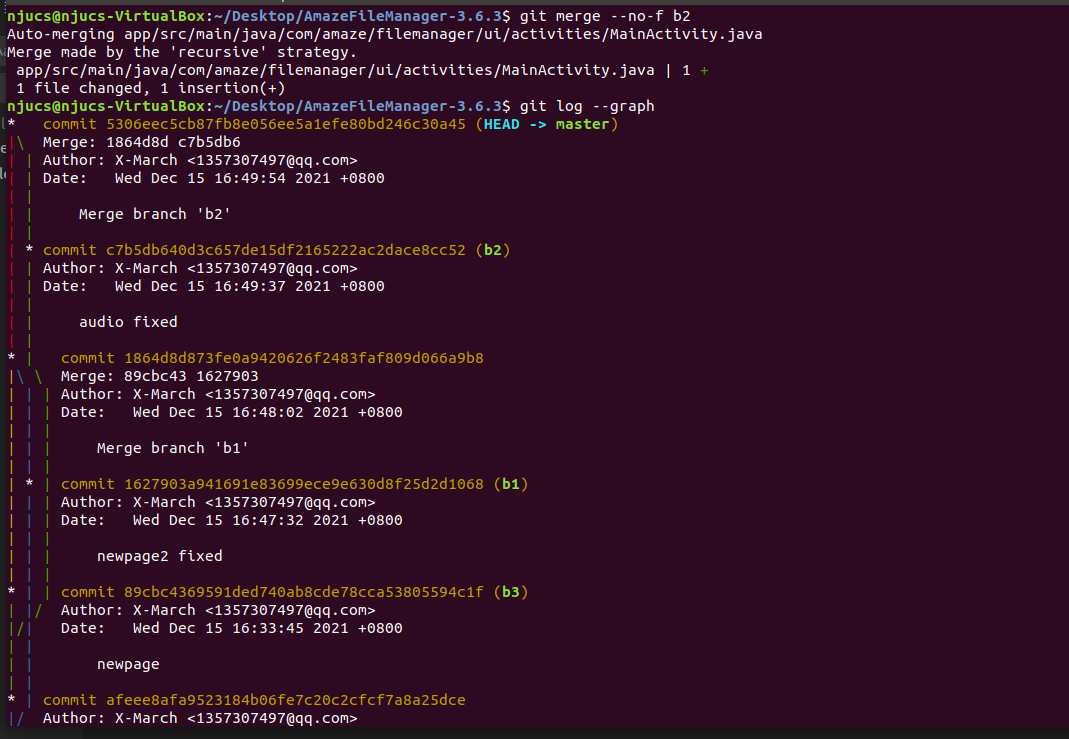 njucs@njucs-VirtualBox:~/Desktop/AmazeFileManager-3.6.3$ git merge --no-f b2
Auto-merging app/src/main/java/com/amaze/filemanager/ui/activities/MainActivity.java
Merge made by the 'recursive' strategy.
 app/src/main/java/com/amaze/filemanager/ui/activities/MainActivity.java | 1 +
 1 file changed, 1 insertion(+)
njucs@njucs-VirtualBox:~/Desktop/AmazeFileManager-3.6.3$ git log --graph
*   commit 5306eec5cb87fb8e056ee5a1efe80bd246c30a45 (HEAD -> master)
|\  Merge: 1864d8d c7b5db6
| | Author: X-March <1357307497@qq.com>
| | Date:   Wed Dec 15 16:49:54 2021 +0800
| |
| |     Merge branch 'b2'
| |
| * commit c7b5db640d3c657de15df2165222ac2dace8cc52 (b2)
| | Author: X-March <1357307497@qq.com>
| | Date:   Wed Dec 15 16:49:37 2021 +0800
| |
| |     audio fixed
| |
* |   commit 1864d8d873fe0a9420626f2483faf809d066a9b8
|\ \  Merge: 89cbc43 1627903
| | | Author: X-March <1357307497@qq.com>
| | | Date:   Wed Dec 15 16:48:02 2021 +0800
| | |
| | |     Merge branch 'b1'
| | |
| * | commit 1627903a941691e83699ece9e630d8f25d2d1068 (b1)
| | | Author: X-March <1357307497@qq.com>
| | | Date:   Wed Dec 15 16:47:32 2021 +0800
| | |
| | |     newpage2 fixed
| | |
* | | commit 89cbc4369591ded740ab8cde78cca53805594c1f (b3)
| |/  Author: X-March <1357307497@qq.com>
|/|   Date:   Wed Dec 15 16:33:45 2021 +0800
| |
| |       newpage
| |
* | commit afeee8afa9523184b06fe7c20c2cfcf7a8a25dce
|/  Author: X-March <1357307497@qq.com>